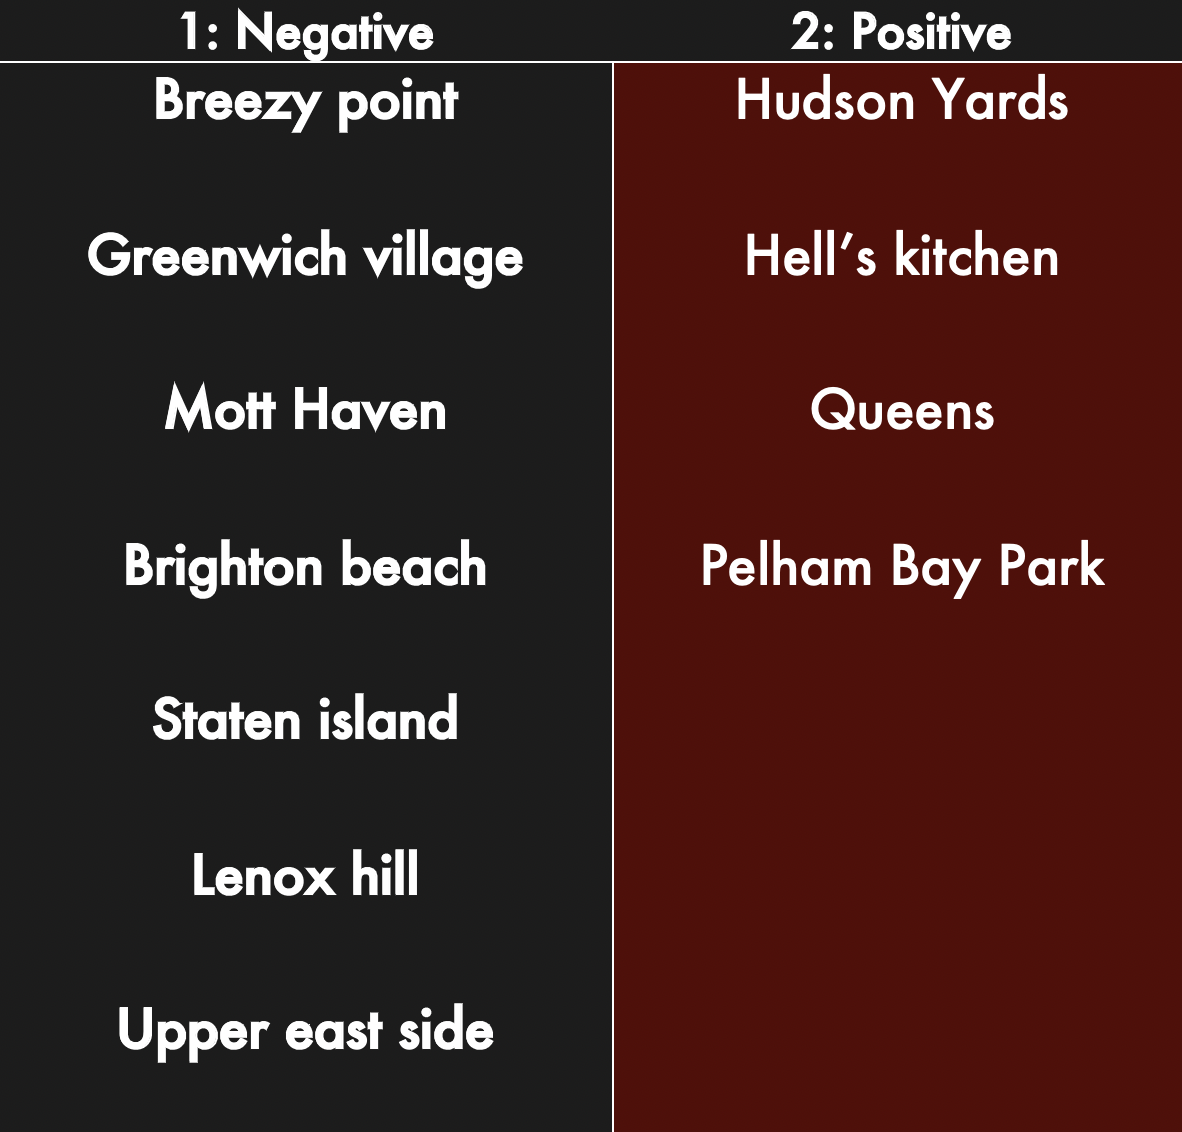 1: Negative
2: Positive
Breezy point
Hudson Yards
Greenwich village
Hell's kitchen
Mott Haven
Queens
Brighton beach
Pelham Bay Park
Staten island
Lenox hill
Upper east side